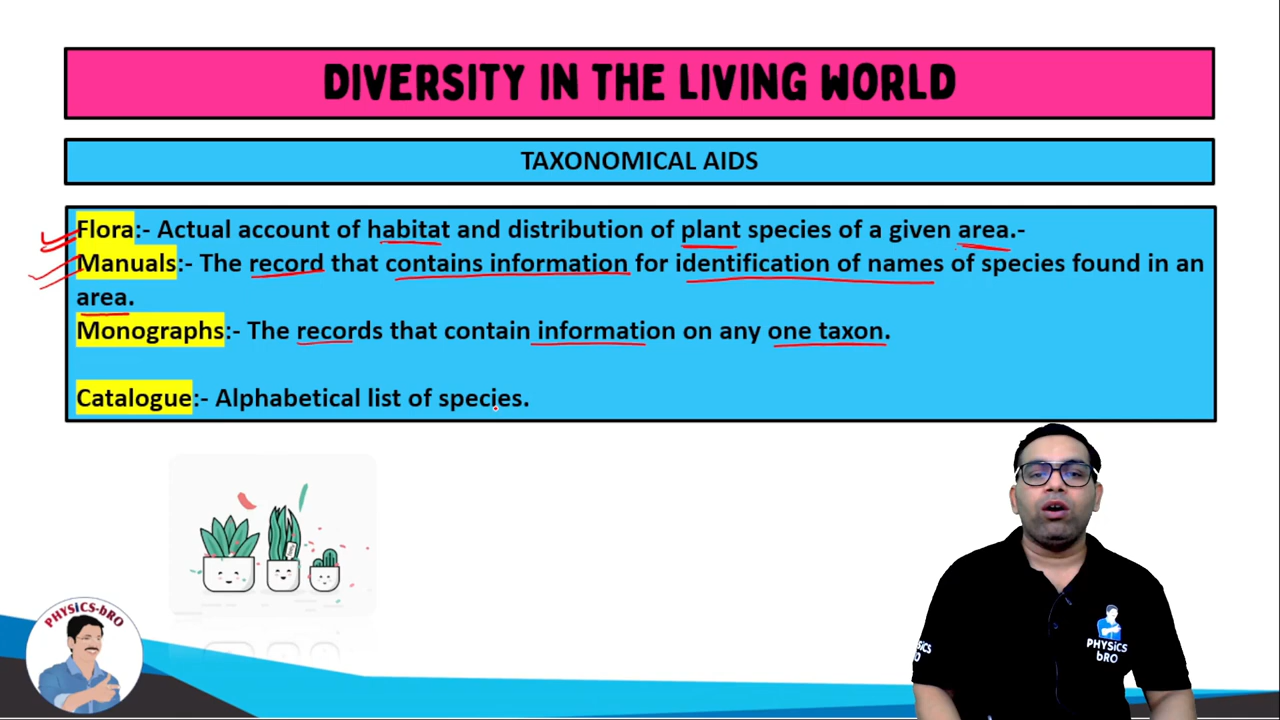 DIVERSITY IN THE LIVING WORLD
TAXONOMICAL AIDS
Flora:- Actual account of habitat and distribution of plant species of a given area.-
Manuals:- The record that contains information for identification of names of species found in an
area.
Monographs:- The records that contain information on any one taxon.
Catalogue:- Alphabetical list of species.
PHYSiCS-bRO
PHYSiCS
bRO